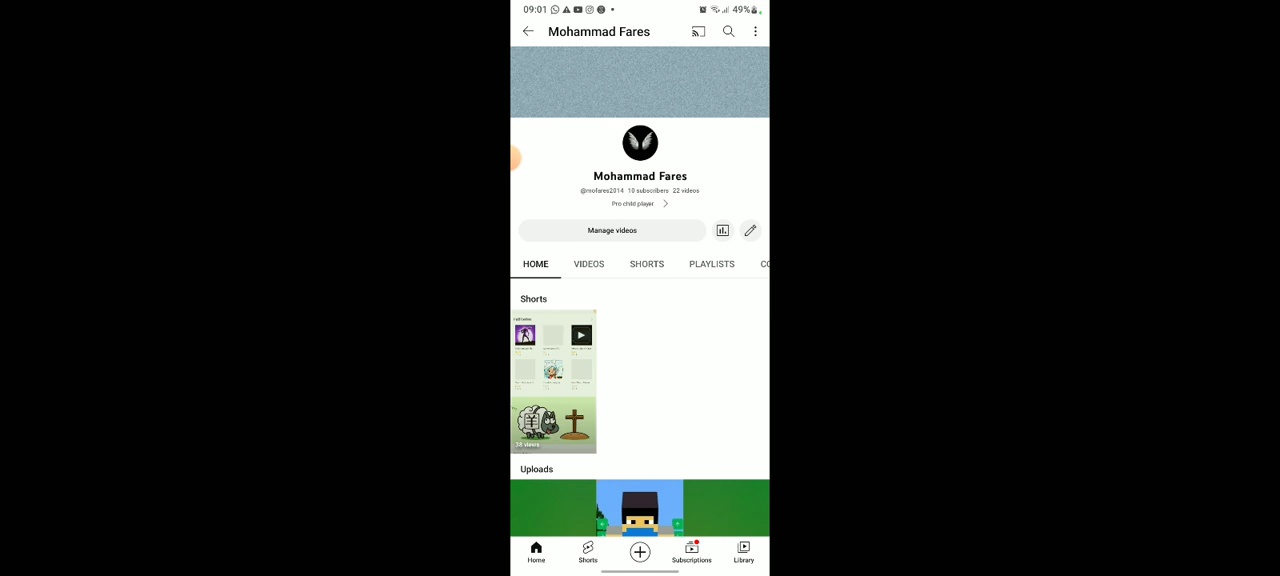 09:01
49%
Mohammad Fares
Mohammad Fares
@mofares2014 10 subscribers 22 videos
Pro child player
Manage videos
HOME VIDEOS SHORTS PLAYLISTS CO
Shorts
38 views
Uploads
Home Shorts Subscriptions Library